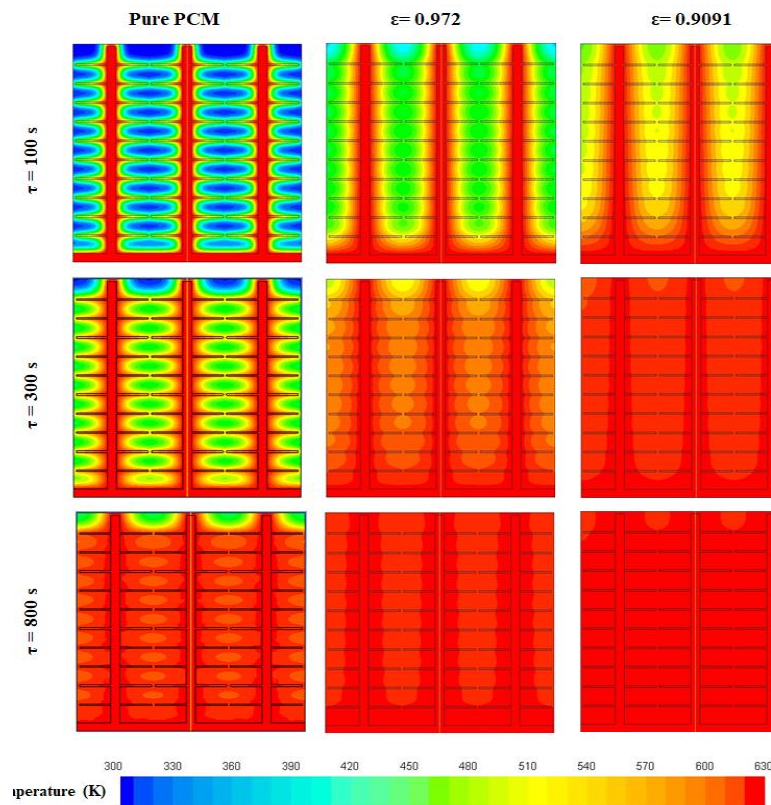 Pure PCM ε= 0.972 ε= 0.9091
τ = 100 s
τ = 300 s
τ = 800 s
300 330 360 390 420 450 480 510 540 570 600 630
nperature (K)